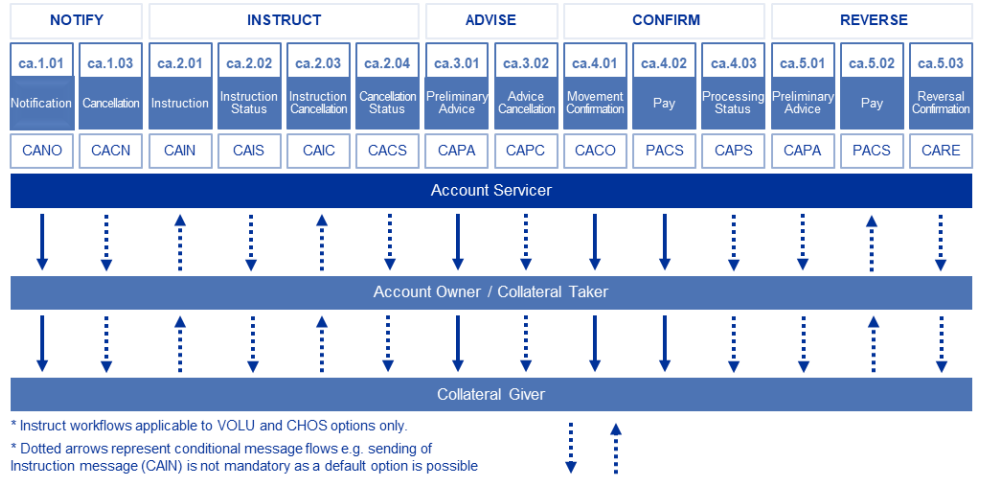 NOTIFY INSTRUCT ADVISE CONFIRM REVERSE
ca.1.01 ca.1.03 ca.2.01 ca.2.02 ca.2.03 ca.2.04 ca.3.01 ca.3.02 ca.4.01 ca.4.02 ca.4.03 ca.5.01 ca.5.02 ca.5.03
Notification
Cancellation
Instruction
Instruction
Status
Instruction
Cancellation
Cancellation
Status
Preliminary
Advice
Advice
Cancellation
Movement
Confirmation
Pay
Processing
Status
Preliminary
Advice
Pay
Reversal
Confirmation
CANO CACN CAIN CAIS CAIC CACS CAPA CAPC CACO PACS CAPS CAPA PACS CARE
Account Servicer
Account Owner / Collateral Taker
Collateral Giver
* Instruct workflows applicable to VOLU and CHOS options only.
* Dotted arrows represent conditional message flows e.g. sending of
Instruction message (CAIN) is not mandatory as a default option is possible